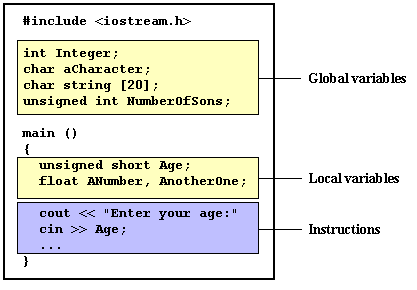 #include <iostream.h>
int Integer;
char aCharacter;
char string [20];
unsigned int NumberOfSons;
Global variables
main ()
{
unsigned short Age;
float ANumber, AnotherOne;
Local variables
cout << "Enter your age:"
cin >> Age;
...
Instructions
}